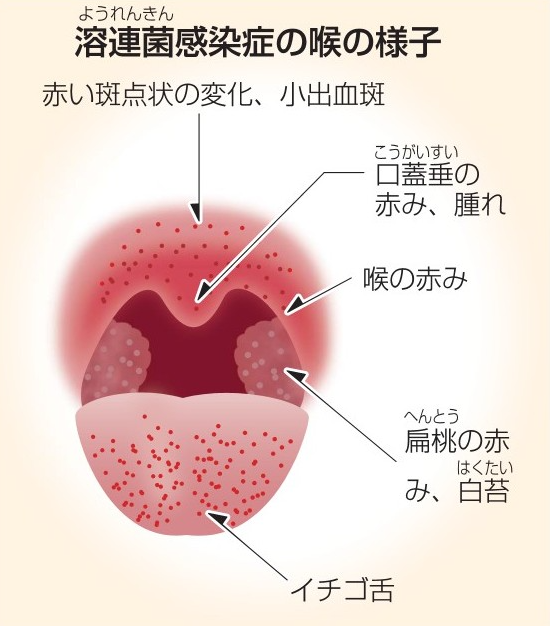 ようれんきん
溶連菌感染症の喉の様子
赤い斑点状の変化、小出血斑
こうがいすい
口蓋垂の
赤み、腫れ
喉の赤み
へんとう
扁桃の赤
はくたい
み、白苔
イチゴ舌